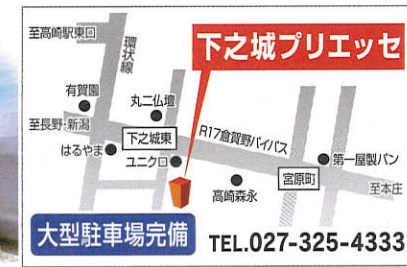 至高崎駅東口
環状線
下之城プリエッセ
有賀園
丸二仏壇
至長野・新潟
下之城東
R17倉賀野バイパス
はるやま
ユニクロ
第一屋製パン
高崎森永
宮原町
至本庄
大型駐車場完備
TEL.027-325-4333